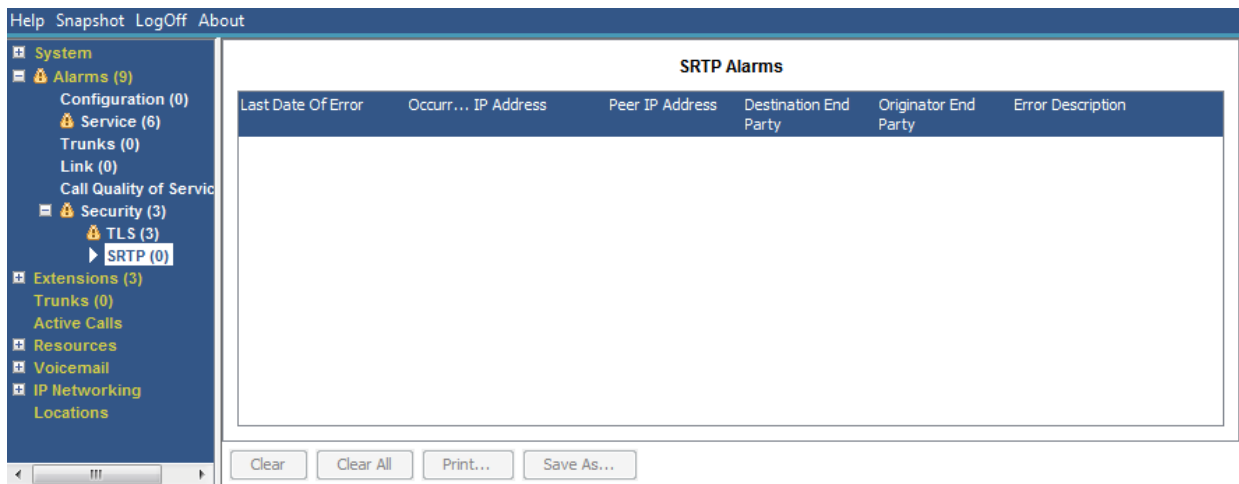 Help Snapshot LogOff About
System
Alarms (9)
Configuration (0)
Service (6)
Trunks (0)
Link (0)
Call Quality of Servic
Security (3)
TLS (3)
SRTP (0)
Extensions (3)
Trunks (0)
Active Calls
Resources
Voicemail
IP Networking
Locations
SRTP Alarms
Last Date Of Error Occurr... IP Address Peer IP Address Destination End Party Originator End Party Error Description
Clear Clear All Print... Save As...